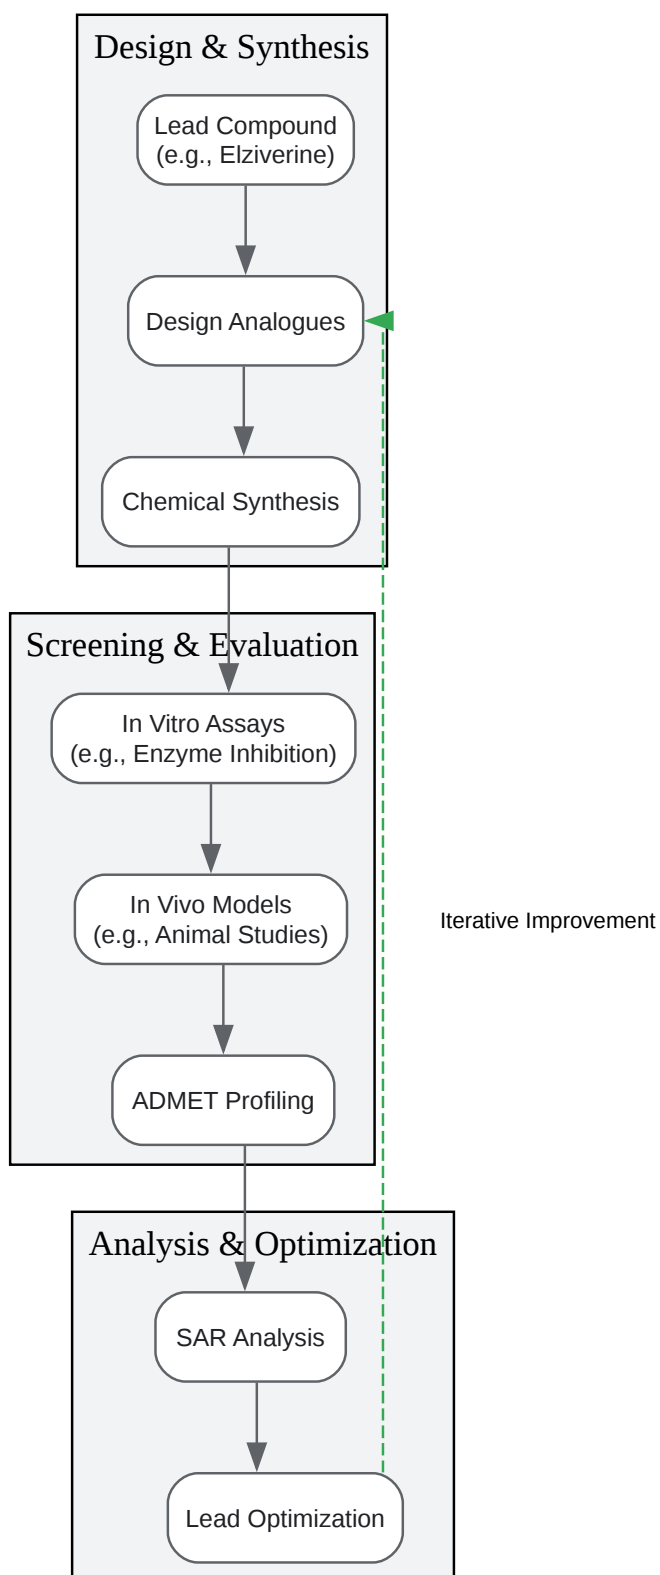 Design & Synthesis
Lead Compound
(e.g., Elziverine)
Design Analogues
Chemical Synthesis
Screening & Evaluation
In Vitro Assays
(e.g., Enzyme Inhibition)
In Vivo Models
(e.g., Animal Studies)
Iterative Improvement
ADMET Profiling
Analysis & Optimization
SAR Analysis
Lead Optimization